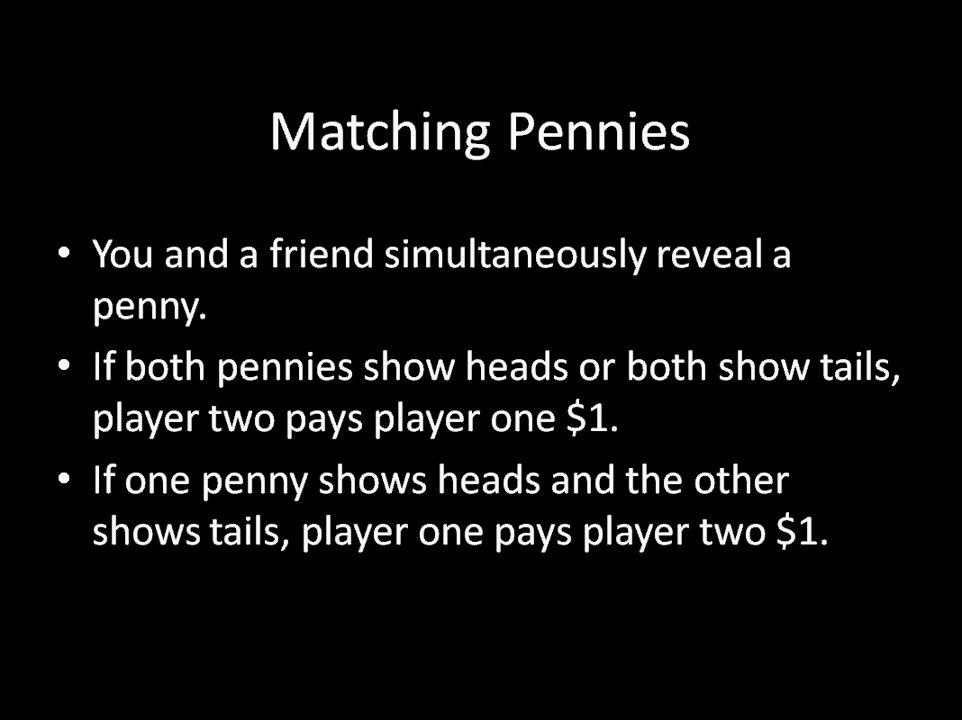 Matching Pennies
• You and a friend simultaneously reveal a
penny.
• If both pennies show heads or both show tails,
player two pays player one $1.
• If one penny shows heads and the other
shows tails, player one pays player two $1.